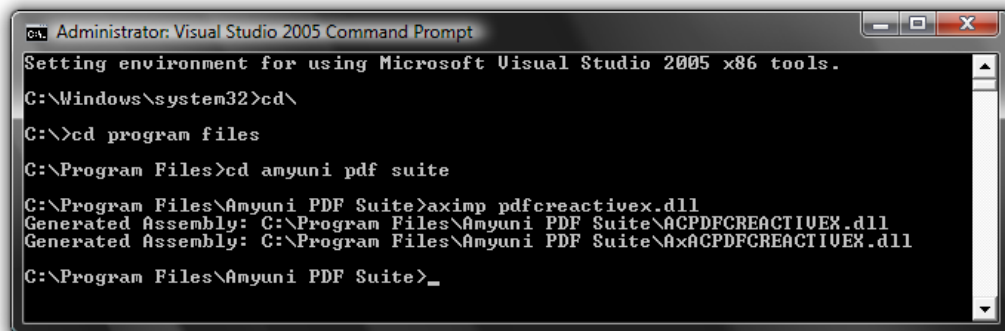 Administrator: Visual Studio 2005 Command Prompt
Setting environment for using Microsoft Visual Studio 2005 x86 tools.
C:\Windows\system32>cd\
C:\>cd program files
C:\Program Files>cd amyuni pdf suite
C:\Program Files\Amyuni PDF Suite>aximp pdfcreactivex.dll
Generated Assembly: C:\Program Files\Amyuni PDF Suite\ACPDFCREACTIVEX.dll
Generated Assembly: C:\Program Files\Amyuni PDF Suite\AxACPDFCREACTIVEX.dll
C:\Program Files\Amyuni PDF Suite>_